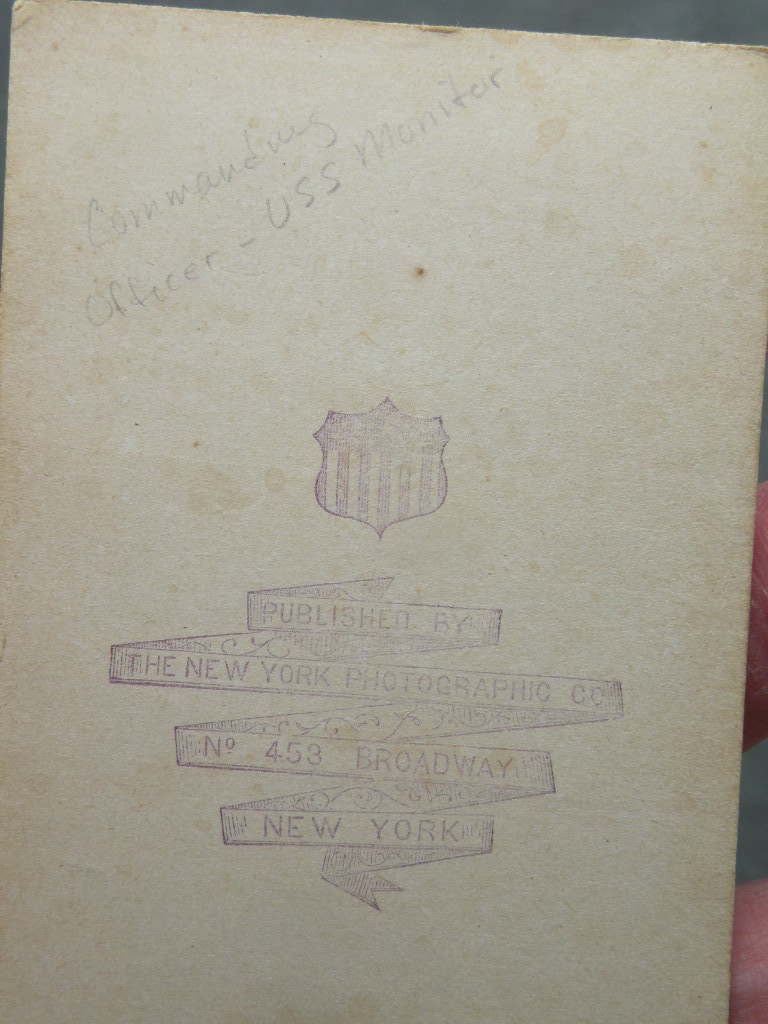 Commanding
Officer - USS Monitor
PUBLISHED BY
THE NEW YORK PHOTOGRAPHIC CO
Nº 453 BROADWAY
NEW YORK